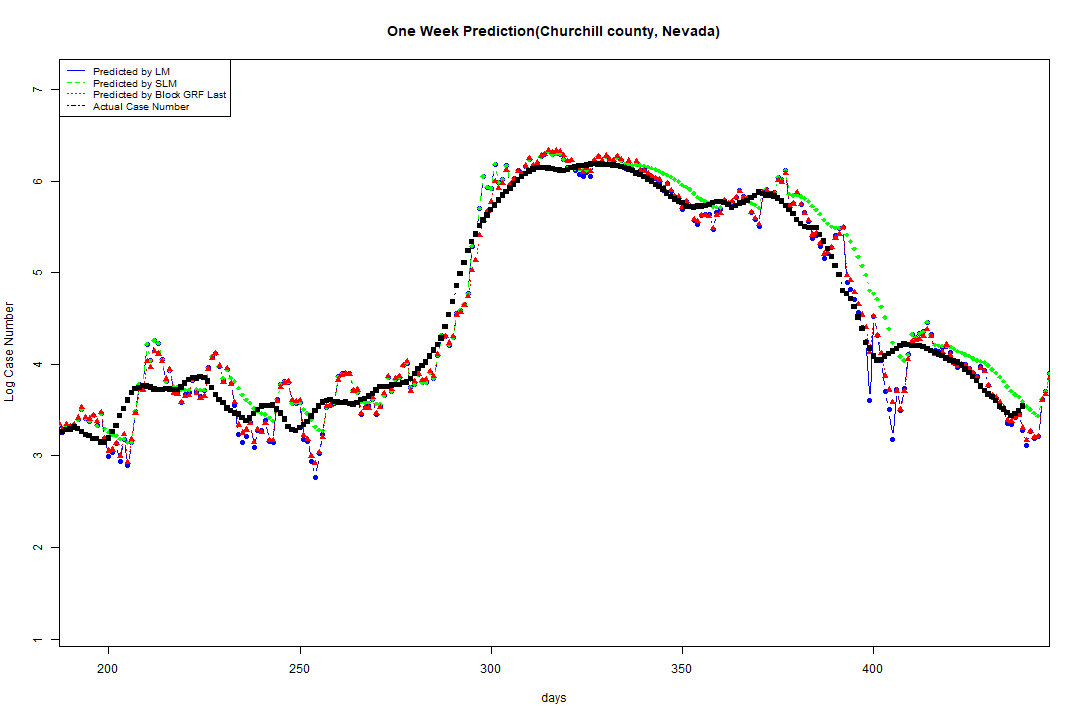 One Week Prediction(Churchill county, Nevada)
Predicted by LM
Predicted by SLM
Predicted by Block GRF Last
Actual Case Number
7
6
5
4
3
2
1
Log Case Number
200 250 300 350 400
days